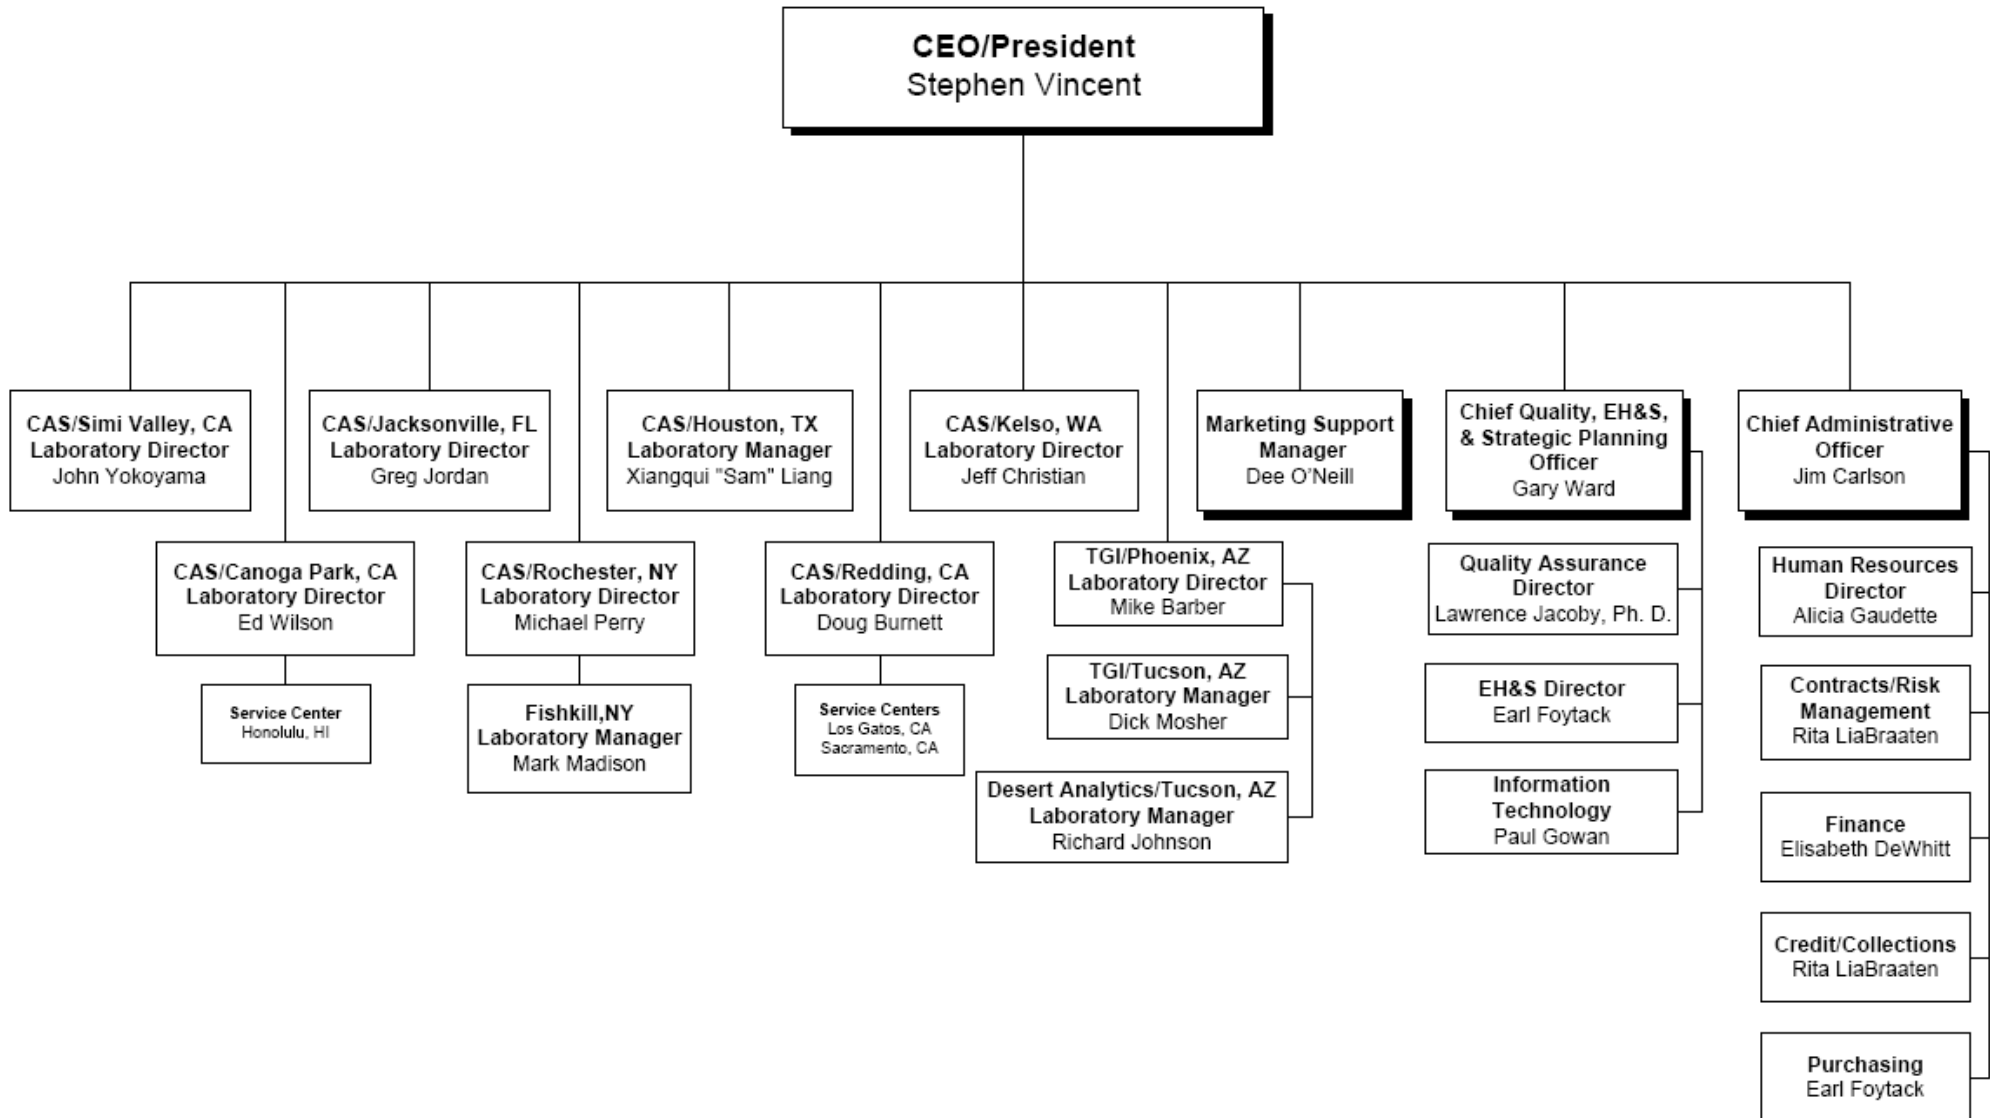 CEO/President
Stephen Vincent
CAS/Simi Valley, CA
Laboratory Director
John Yokoyama
CAS/Jacksonville, FL
Laboratory Director
Greg Jordan
CAS/Houston, TX
Laboratory Manager
Xiangqui "Sam" Liang
CAS/Kelso, WA
Laboratory Director
Jeff Christian
Marketing Support
Manager
Dee O'Neill
Chief Quality, EH&S,
& Strategic Planning
Officer
Gary Ward
Chief Administrative
Officer
Jim Carlson
CAS/Canoga Park, CA
Laboratory Director
Ed Wilson
CAS/Rochester, NY
Laboratory Director
Michael Perry
CAS/Redding, CA
Laboratory Director
Doug Burnett
TGI/Phoenix, AZ
Laboratory Director
Mike Barber
Quality Assurance
Director
Lawrence Jacoby, Ph. D.
Human Resources
Director
Alicia Gaudette
Service Center
Honolulu, HI
Fishkill,NY
Laboratory Manager
Mark Madison
Service Centers
Los Gatos, CA
Sacramento, CA
TGI/Tucson, AZ
Laboratory Manager
Dick Mosher
EH&S Director
Earl Foytack
Contracts/Risk
Management
Rita LiaBraaten
Desert Analytics/Tucson, AZ
Laboratory Manager
Richard Johnson
Information
Technology
Paul Gowan
Finance
Elisabeth DeWhitt
Credit/Collections
Rita LiaBraaten
Purchasing
Earl Foytack